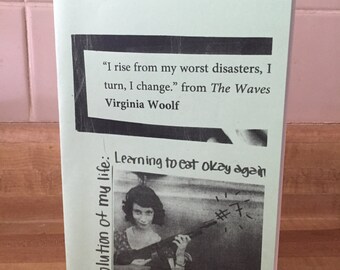 "I rise from my worst disasters, I
turn, I change." from The Waves
Virginia Woolf
Learning to eat okay again
olution of my life:
#7